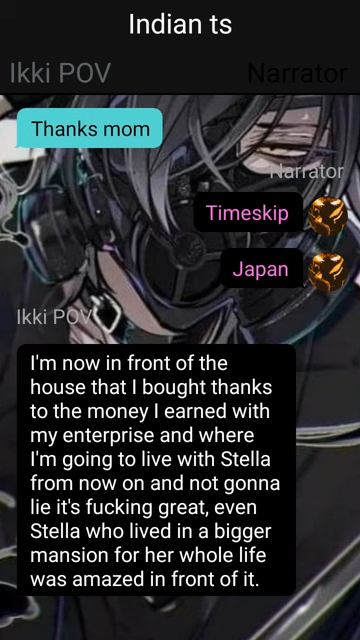 Indian ts
Ikki POV
Narrator
Thanks mom
Narrator
Timeskip
Japan
Ikki POV
I'm now in front of the
house that I bought thanks
to the money I earned with
my enterprise and where
I'm going to live with Stella
from now on and not gonna
lie it's fucking great, even
Stella who lived in a bigger
mansion for her whole life
was amazed in front of it.